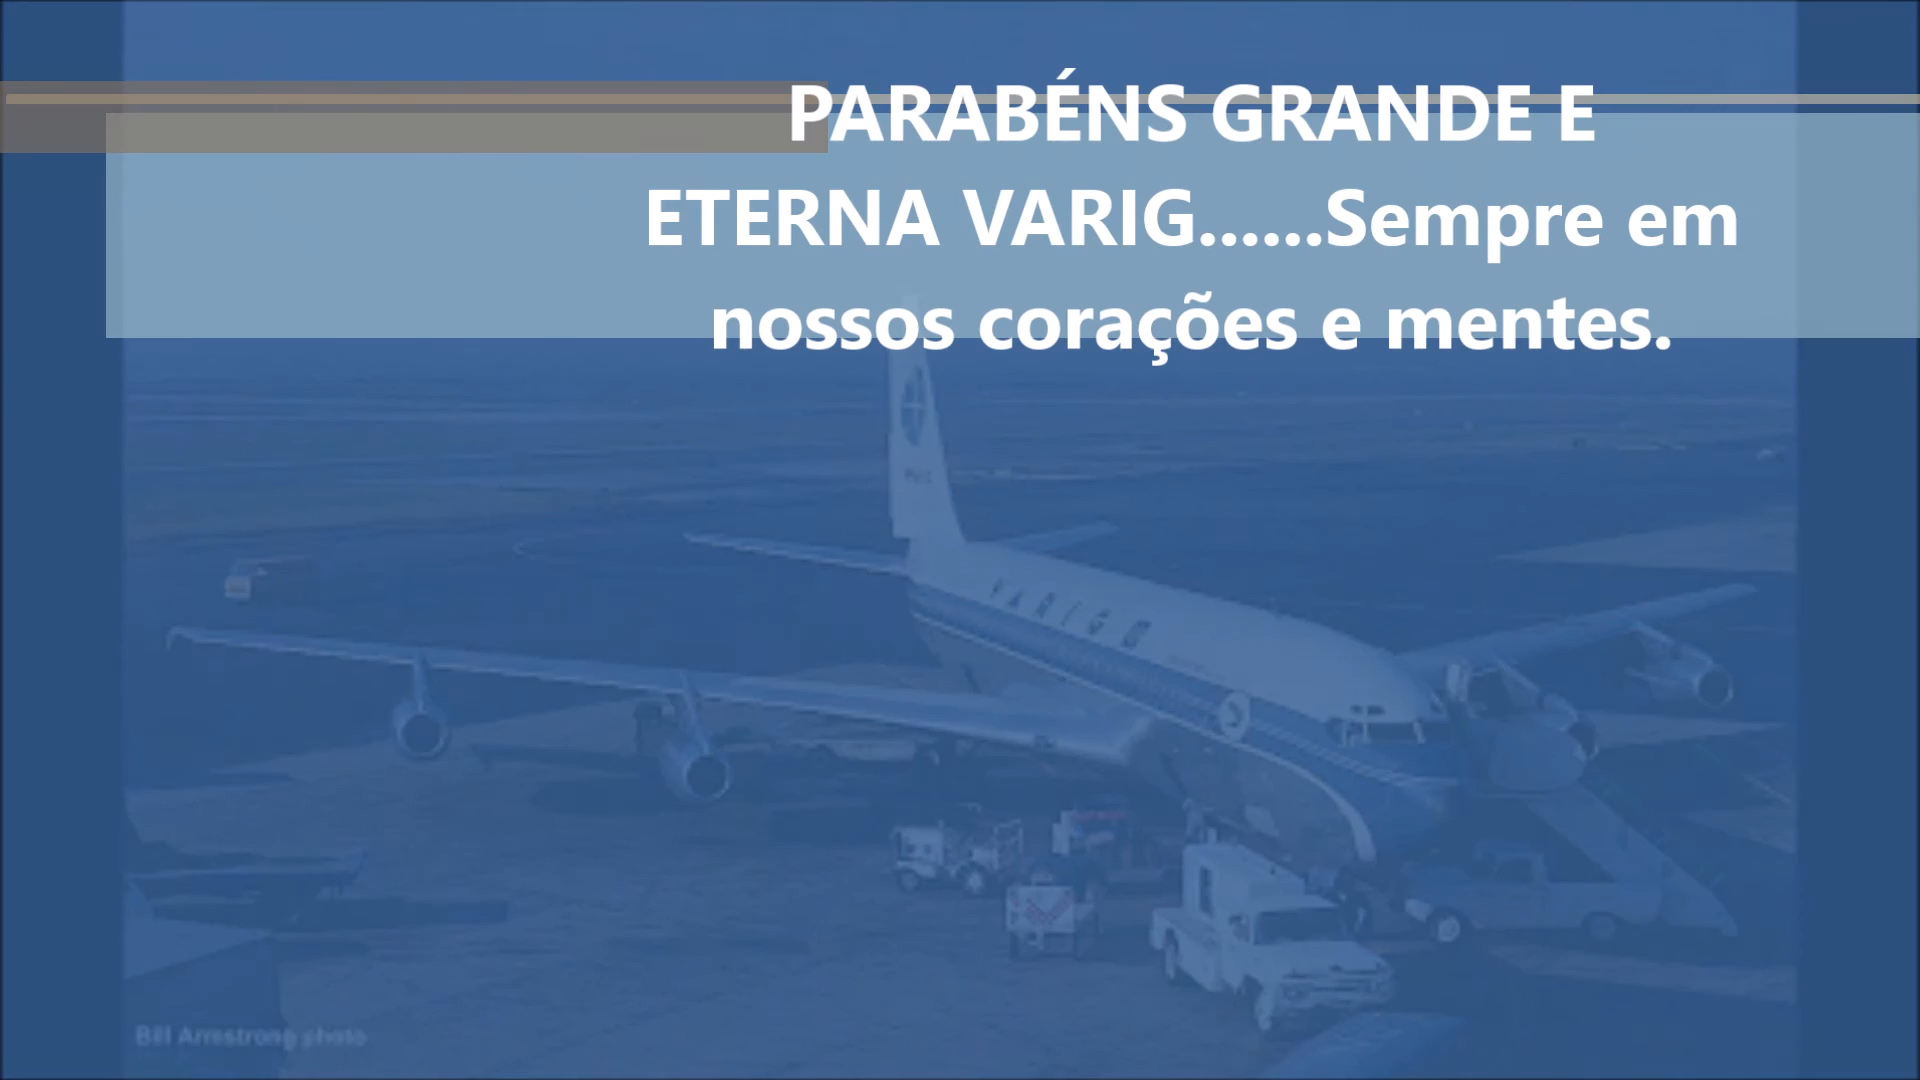 PARABÉNS GRANDE E
ETERNA VARIG......Sempre em
nossos corações e mentes.
VARIG
Bill Armstrong photo